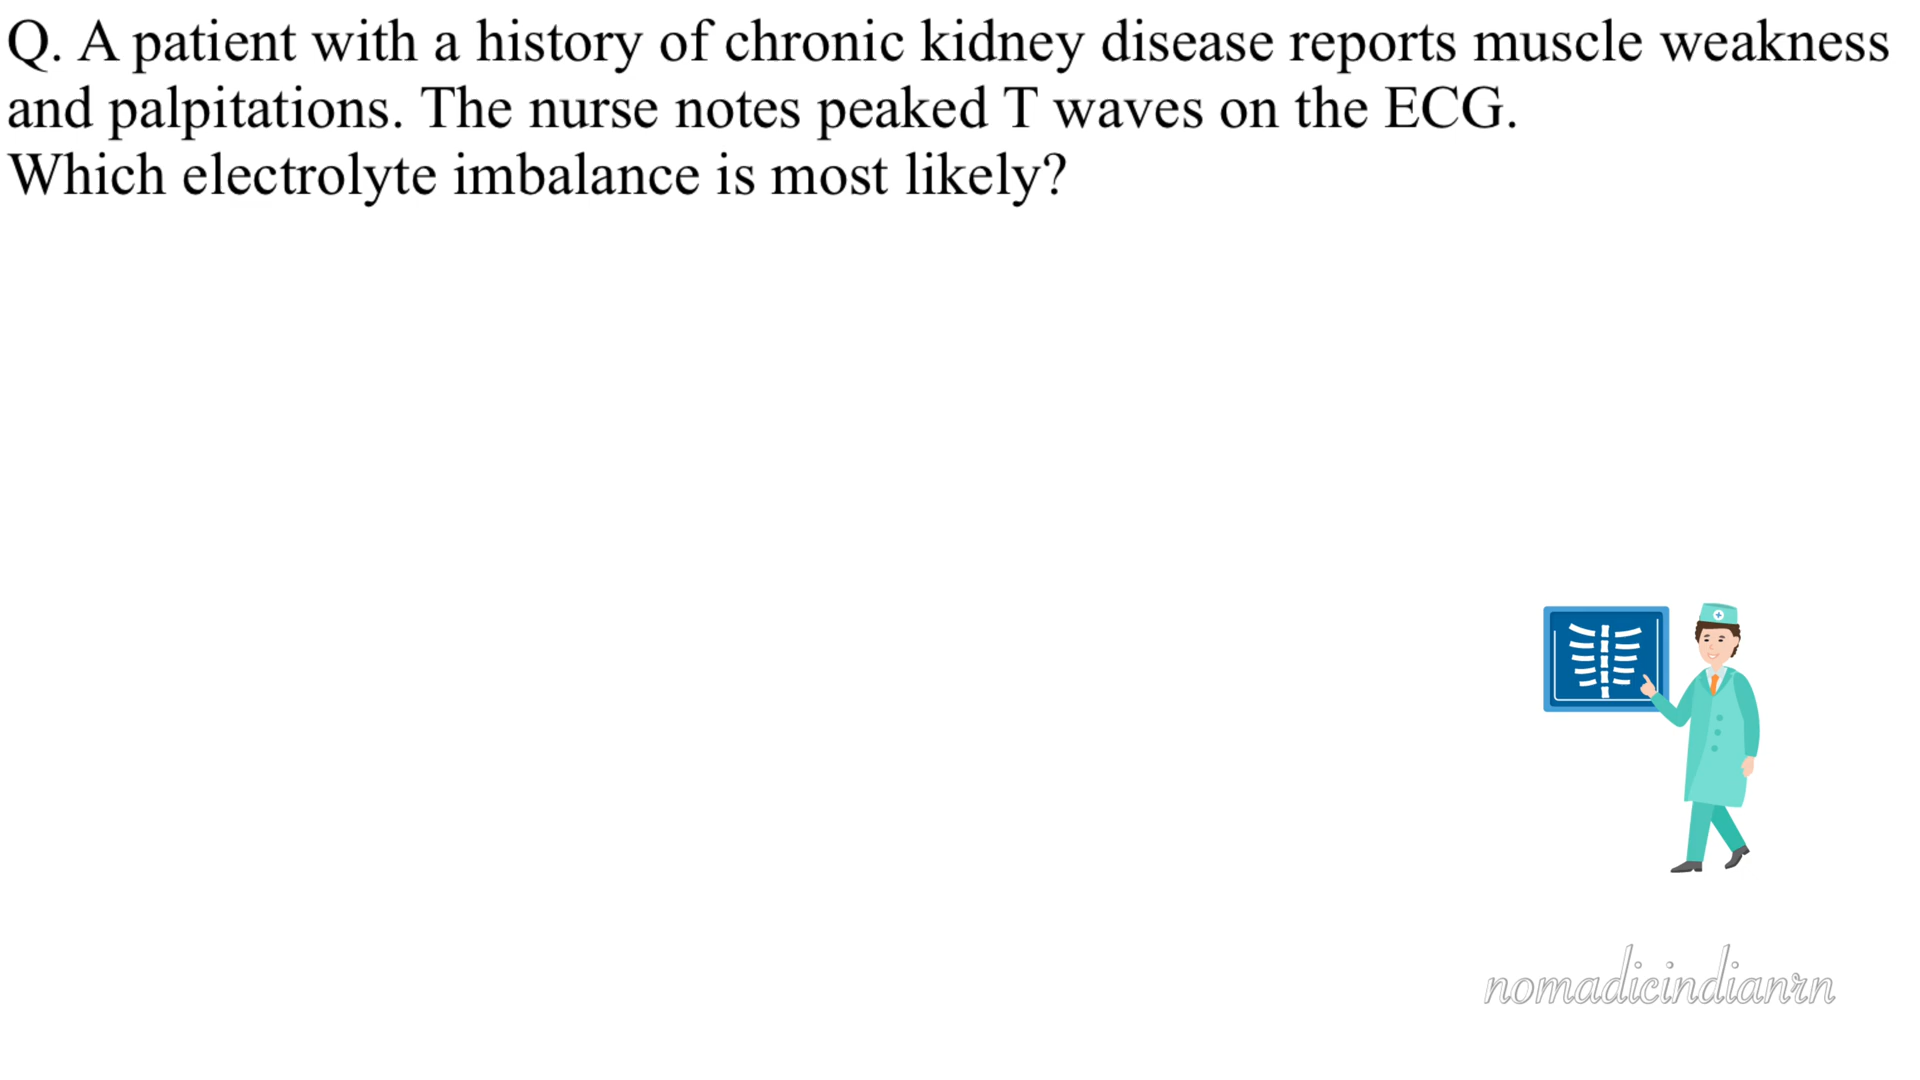 Q. A patient with a history of chronic kidney disease reports muscle weakness
and palpitations. The nurse notes peaked T waves on the ECG.
Which electrolyte imbalance is most likely?
nomadicindianrn